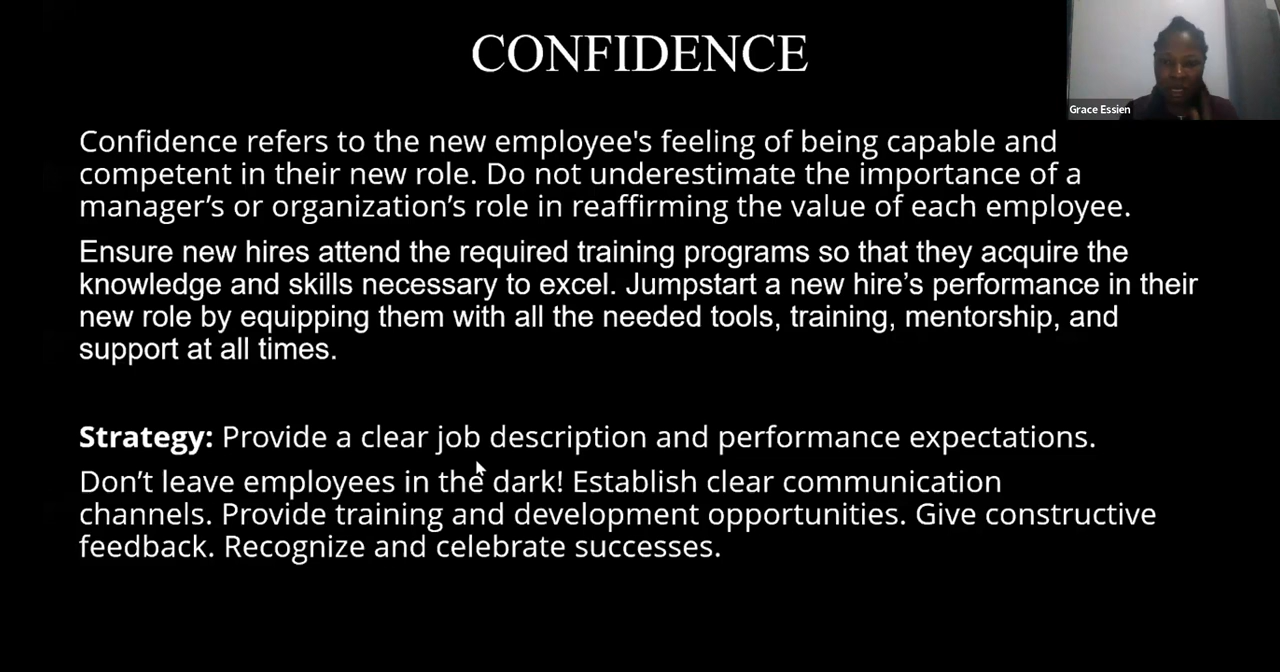 CONFIDENCE
Grace Essien
Confidence refers to the new employee's feeling of being capable and
competent in their new role. Do not underestimate the importance of a
manager’s or organization’s role in reaffirming the value of each employee.
Ensure new hires attend the required training programs so that they acquire the
knowledge and skills necessary to excel. Jumpstart a new hire’s performance in their
new role by equipping them with all the needed tools, training, mentorship, and
support at all times.
Strategy: Provide a clear job description and performance expectations.
Don’t leave employees in the dark! Establish clear communication
channels. Provide training and development opportunities. Give constructive
feedback. Recognize and celebrate successes.